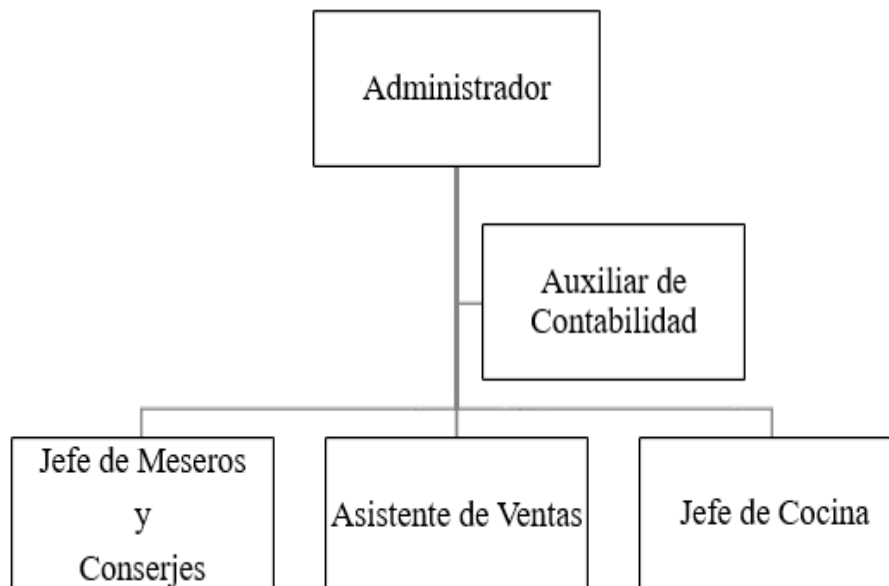 Administrador
Auxiliar de
Contabilidad
Jefe de Meseros
y
Conserjes
Asistente de Ventas
Jefe de Cocina